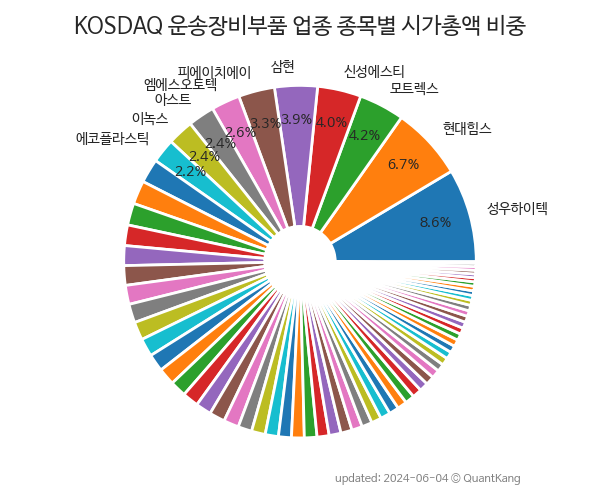 KOSDAQ 운송장비부품 업종 종목별 시가총액 비중
성우하이텍
8.6%
현대힘스
6.7%
모트렉스
4.2%
신성에스티
4.0%
삼현
3.9%
피에이치에이
3.3%
엠에스오토텍
2.6%
아스트
2.4%
이녹스
2.4%
에코플라스틱
2.2%
updated: 2024-06-04 © QuantKang